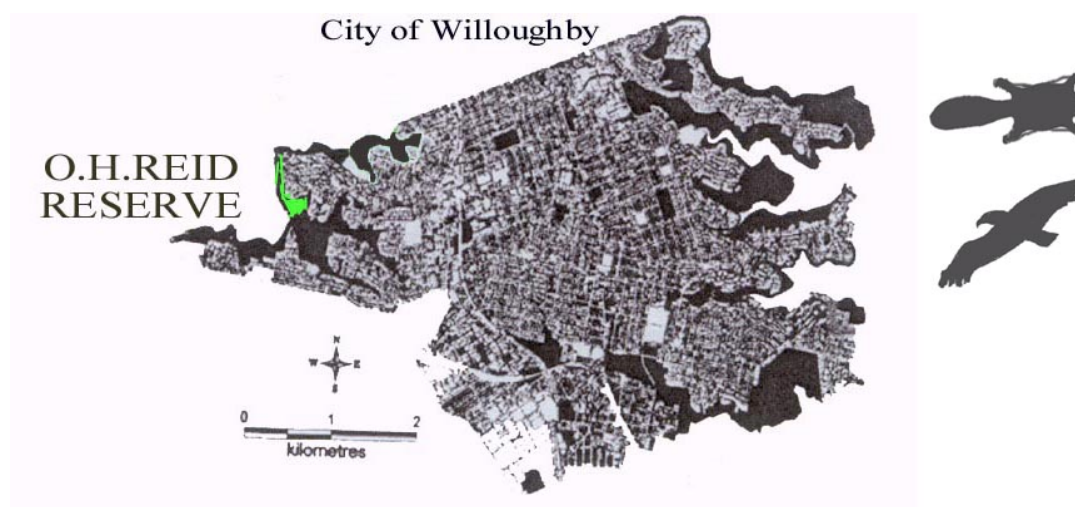 City of Willoughby
O.H.REID
RESERVE
N
W E
S
0 1 2
kilometres